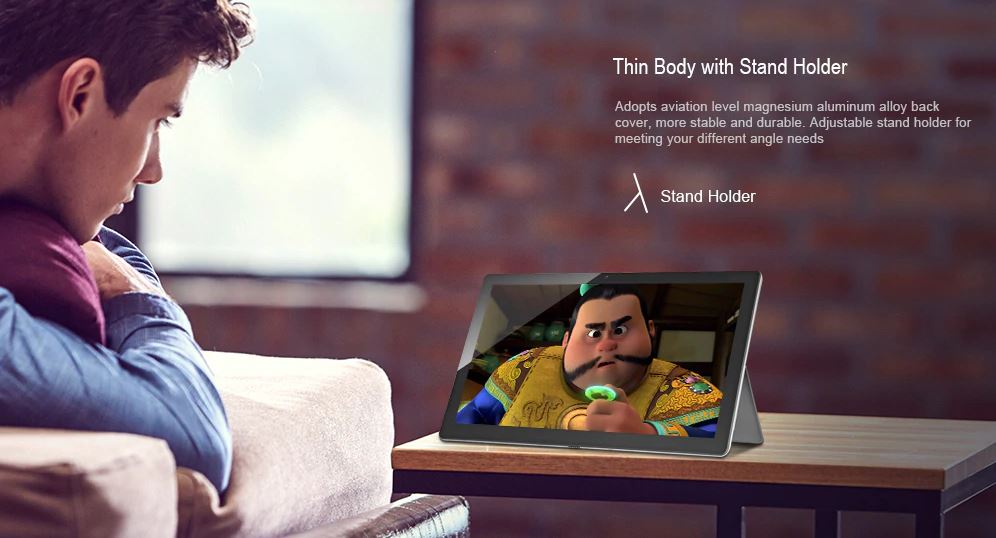 Thin Body with Stand Holder
Adopts aviation level magnesium aluminum alloy back
cover, more stable and durable. Adjustable stand holder for
meeting your different angle needs
Stand Holder